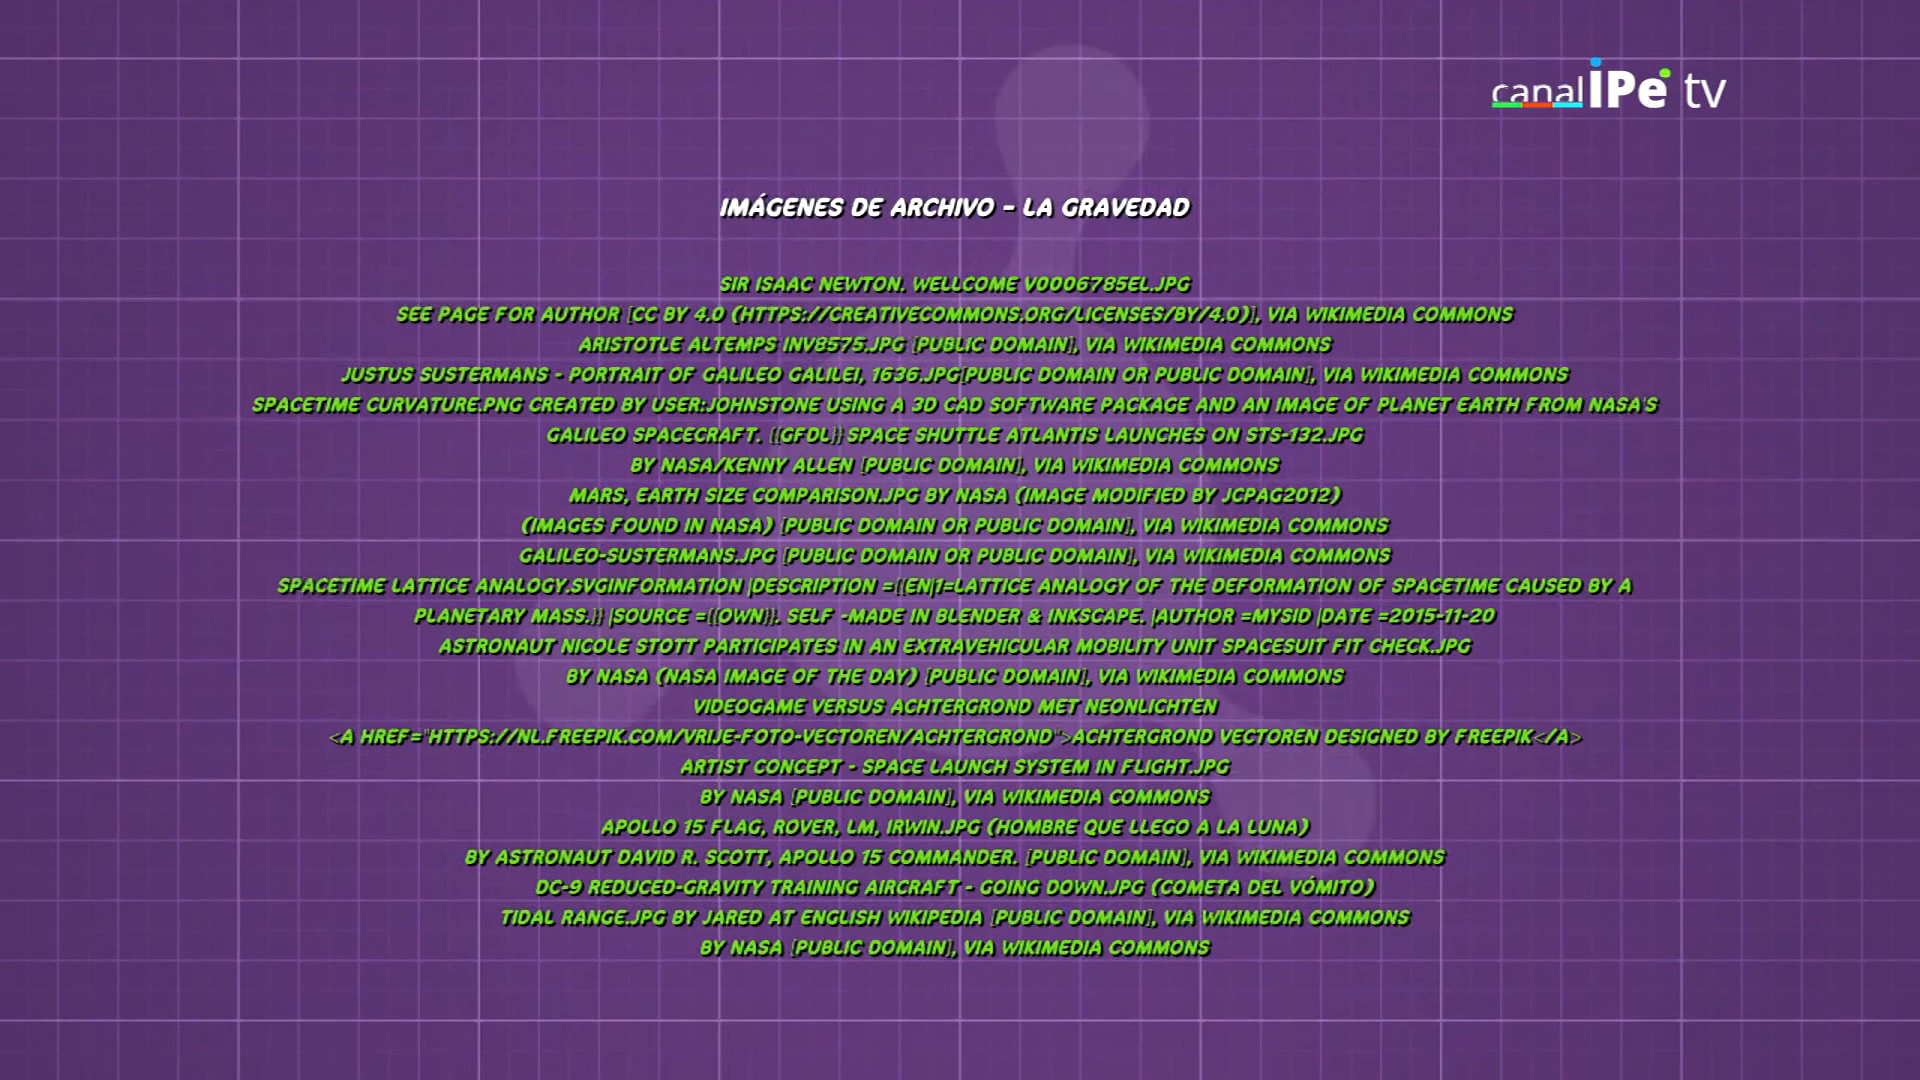 canal iPe tv
IMÁGENES DE ARCHIVO - LA GRAVEDAD
SIR ISAAC NEWTON. WELLCOME V0006785EL.JPG
SEE PAGE FOR AUTHOR [CC BY 4.0 (HTTPS://CREATIVECOMMONS.ORG/LICENSES/BY/4.0)], VIA WIKIMEDIA COMMONS
ARISTOTLE ALTEMPS INV8575.JPG [PUBLIC DOMAIN], VIA WIKIMEDIA COMMONS
JUSTUS SUSTERMANS - PORTRAIT OF GALILEO GALILEI, 1636.JPG[PUBLIC DOMAIN OR PUBLIC DOMAIN], VIA WIKIMEDIA COMMONS
SPACETIME CURVATURE.PNG CREATED BY USER:JOHNSTONE USING A 3D CAD SOFTWARE PACKAGE AND AN IMAGE OF PLANET EARTH FROM NASA'S
GALILEO SPACECRAFT. {{GFDL}} SPACE SHUTTLE ATLANTIS LAUNCHES ON STS-132.JPG
BY NASA/KENNY ALLEN [PUBLIC DOMAIN], VIA WIKIMEDIA COMMONS
MARS, EARTH SIZE COMPARISON.JPG BY NASA (IMAGE MODIFIED BY JCPAG2012)
(IMAGES FOUND IN NASA) [PUBLIC DOMAIN OR PUBLIC DOMAIN], VIA WIKIMEDIA COMMONS
GALILEO-SUSTERMANS.JPG [PUBLIC DOMAIN OR PUBLIC DOMAIN], VIA WIKIMEDIA COMMONS
SPACETIME LATTICE ANALOGY.SVGINFORMATION |DESCRIPTION ={{EN|1=LATTICE ANALOGY OF THE DEFORMATION OF SPACETIME CAUSED BY A
PLANETARY MASS.}} |SOURCE ={{OWN}}. SELF -MADE IN BLENDER & INKSCAPE. |AUTHOR =MYSID |DATE =2015-11-20
ASTRONAUT NICOLE STOTT PARTICIPATES IN AN EXTRAVEHICULAR MOBILITY UNIT SPACESUIT FIT CHECK.JPG
BY NASA (NASA IMAGE OF THE DAY) [PUBLIC DOMAIN], VIA WIKIMEDIA COMMONS
VIDEOGAME VERSUS ACHTERGROND MET NEONLICHTEN
<A HREF="HTTPS://NL.FREEPIK.COM/VRIJE-FOTO-VECTOREN/ACHTERGROND">ACHTERGROND VECTOREN DESIGNED BY FREEPIK</A>
ARTIST CONCEPT - SPACE LAUNCH SYSTEM IN FLIGHT.JPG
BY NASA [PUBLIC DOMAIN], VIA WIKIMEDIA COMMONS
APOLLO 15 FLAG, ROVER, LM, IRWIN.JPG (HOMBRE QUE LLEGO A LA LUNA)
BY ASTRONAUT DAVID R. SCOTT, APOLLO 15 COMMANDER. [PUBLIC DOMAIN], VIA WIKIMEDIA COMMONS
DC-9 REDUCED-GRAVITY TRAINING AIRCRAFT - GOING DOWN.JPG (COMETA DEL VÓMITO)
TIDAL RANGE.JPG BY JARED AT ENGLISH WIKIPEDIA [PUBLIC DOMAIN], VIA WIKIMEDIA COMMONS
BY NASA [PUBLIC DOMAIN], VIA WIKIMEDIA COMMONS